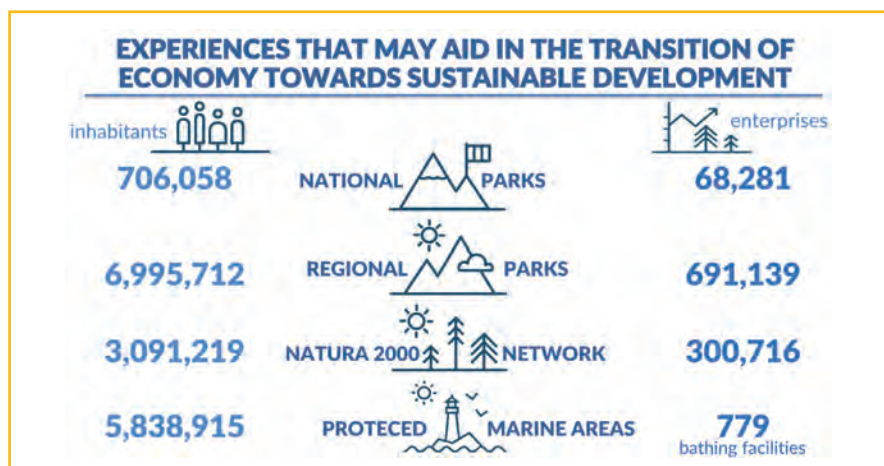 EXPERIENCES THAT MAY AID IN THE TRANSITION OF
ECONOMY TOWARDS SUSTAINABLE DEVELOPMENT
inhabitants
enterprises
706,058 NATIONAL PARKS 68,281
6,995,712 REGIONAL PARKS 691,139
3,091,219 NATURA 2000 NETWORK 300,716
5,838,915 PROTECED MARINE AREAS 779
bathing facilities